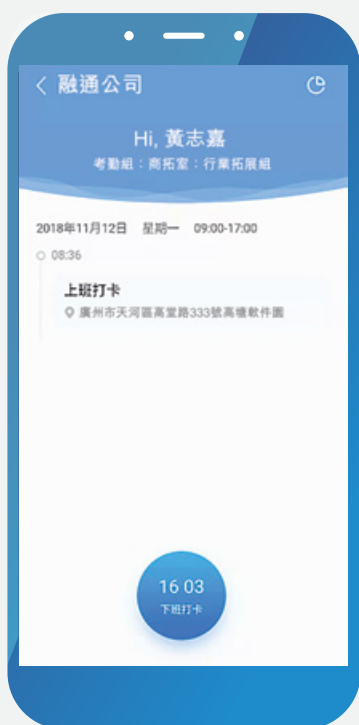 融通公司
Hi, 黃志嘉
考勤組：商拓室：行業拓展組
2018年11月12日 星期一 09:00-17:00
08:36
上班打卡
廣州市天河區高堂路333號高塘軟件園
16 03
下班打卡